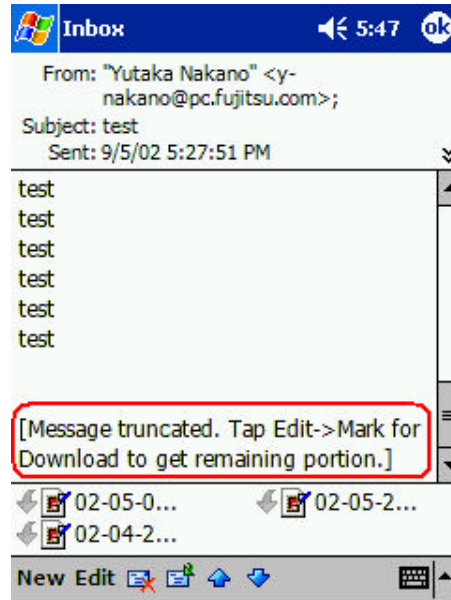 Inbox 5:47 ok
From: "Yutaka Nakano" <y-
nakano@pc.fujitsu.com>;
Subject: test
Sent: 9/5/02 5:27:51 PM
test
test
test
test
test
test
[Message truncated. Tap Edit->Mark for
Download to get remaining portion.]
02-05-0... 02-05-2...
02-04-2...
New Edit